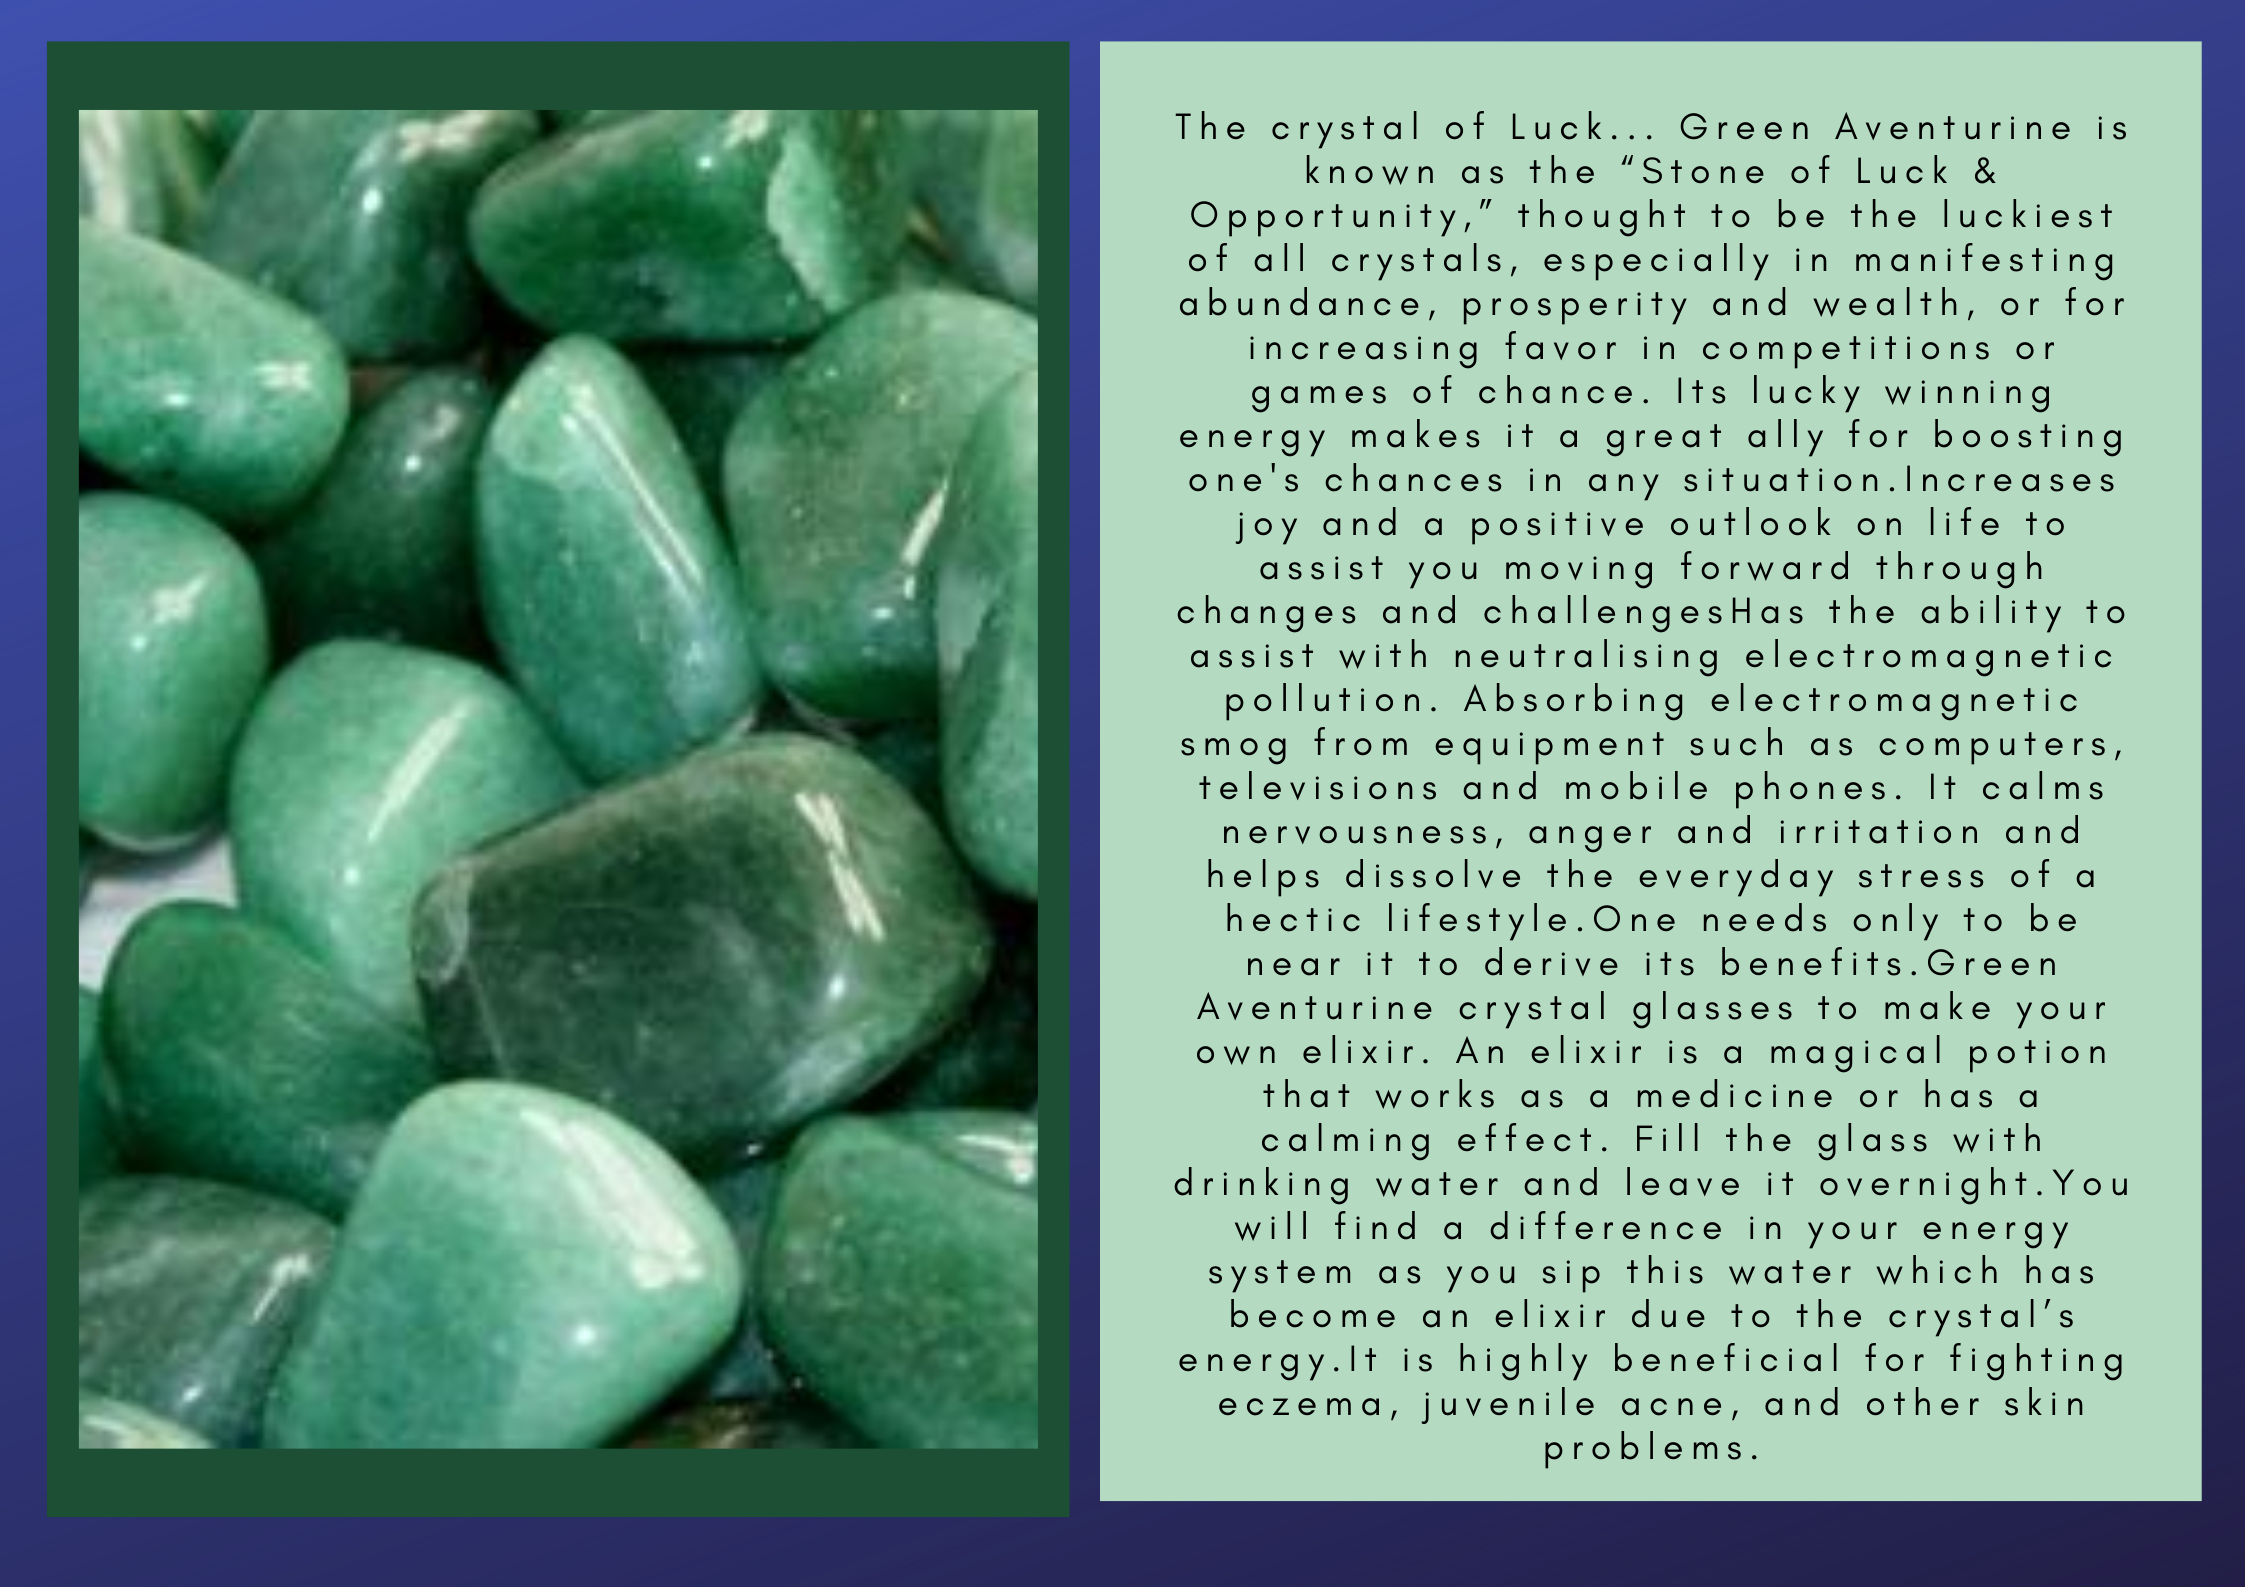 The crystal of Luck... Green Aventurine is
known as the “Stone of Luck &
Opportunity,” thought to be the luckiest
of all crystals, especially in manifesting
abundance, prosperity and wealth, or for
increasing favor in competitions or
games of chance. Its lucky winning
energy makes it a great ally for boosting
one's chances in any situation.Increases
joy and a positive outlook on life to
assist you moving forward through
changes and challengesHas the ability to
assist with neutralising electromagnetic
pollution. Absorbing electromagnetic
smog from equipment such as computers,
televisions and mobile phones. It calms
nervousness, anger and irritation and
helps dissolve the everyday stress of a
hectic lifestyle.One needs only to be
near it to derive its benefits.Green
Aventurine crystal glasses to make your
own elixir. An elixir is a magical potion
that works as a medicine or has a
calming effect. Fill the glass with
drinking water and leave it overnight.You
will find a difference in your energy
system as you sip this water which has
become an elixir due to the crystal’s
energy.It is highly beneficial for fighting
eczema, juvenile acne, and other skin
problems.